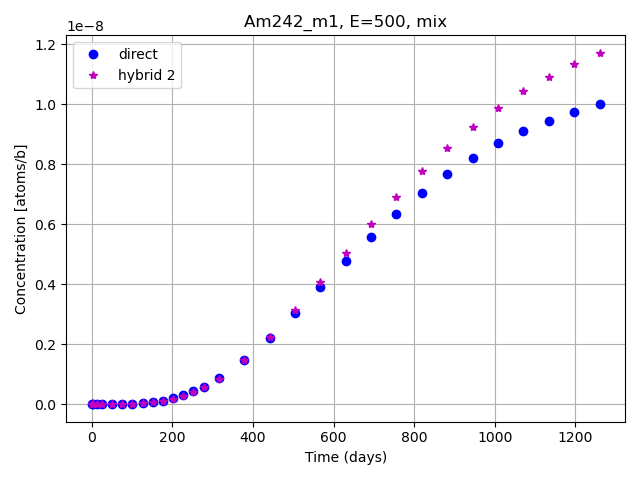 Am242_m1, E=500, mix
1e−8
direct
hybrid 2
1.2
1.0
0.8
0.6
0.4
0.2
0.0
Concentration [atoms/b]
0 200 400 600 800 1000 1200
Time (days)